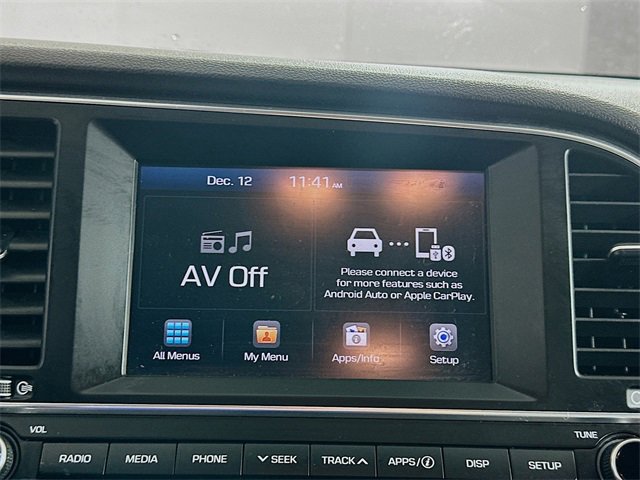 Dec. 12 11:41 AM
AV Off
Please connect a device
for more features such as
Android Auto or Apple CarPlay.
All Menus My Menu Apps/Info Setup
VOL TUNE
RADIO MEDIA PHONE SEEK TRACK APPS/ DISP SETUP